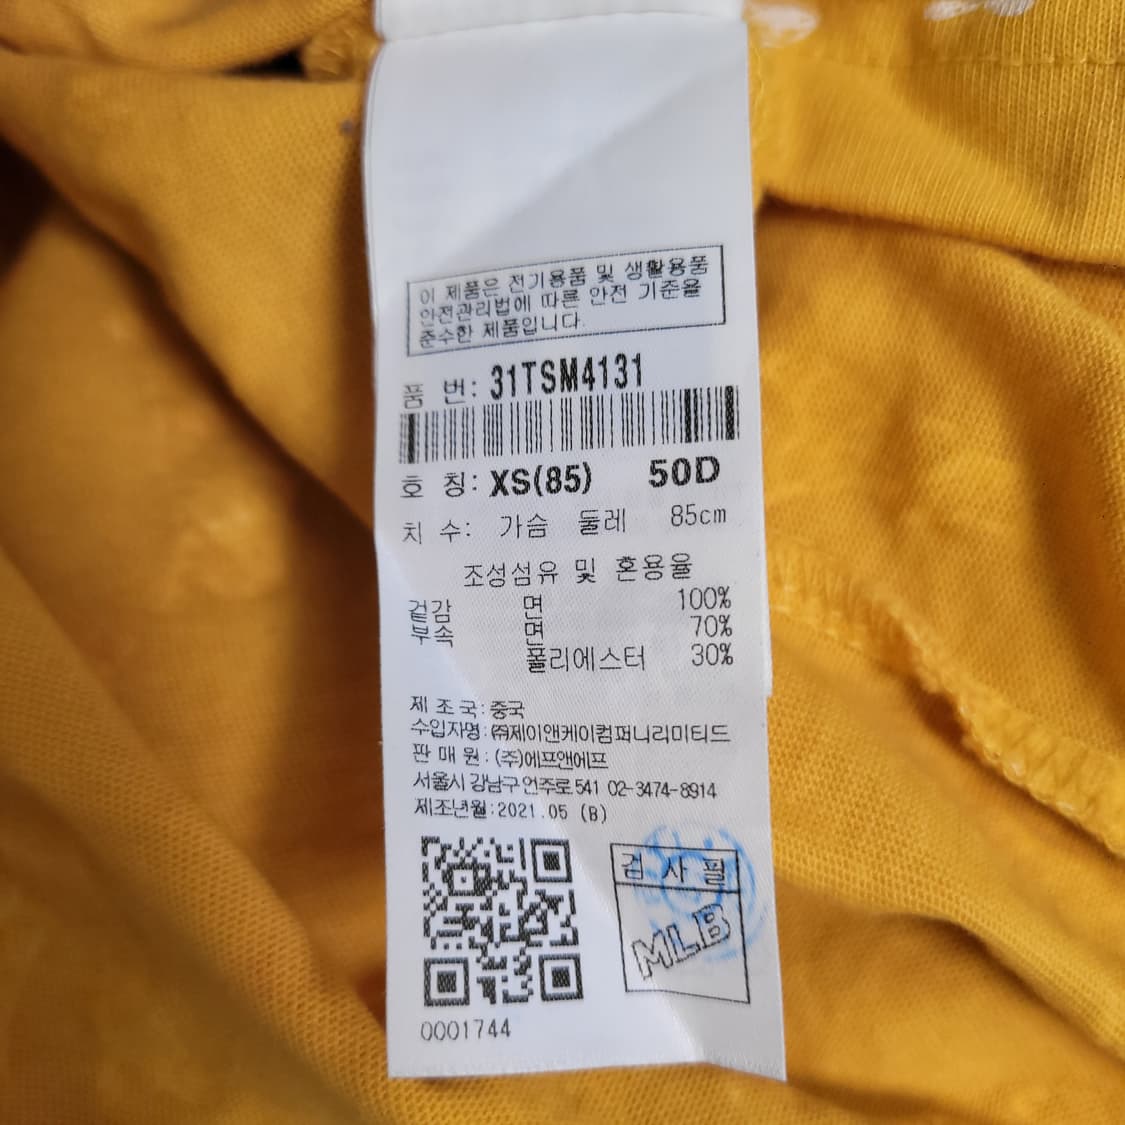 이 제품은 전기용품 및 생활용품
안전관리법에 따른 안전 기준을
준수한 제품입니다.
품 번: 31TSM4131
호 칭: XS(85) 50D
치 수: 가슴 둘레 85cm
조성섬유 및 혼용율
겉감 면 100%
부속 면 70%
폴리에스터 30%
제 조 국: 중국
수입자명: ㈜제이앤케이컴퍼니리미티드
판 매 원: (주)에프앤에프
서울시 강남구 언주로 541 02-3474-8914
제조년월: 2021.05 (B)
검 사 필
MLB
0001744